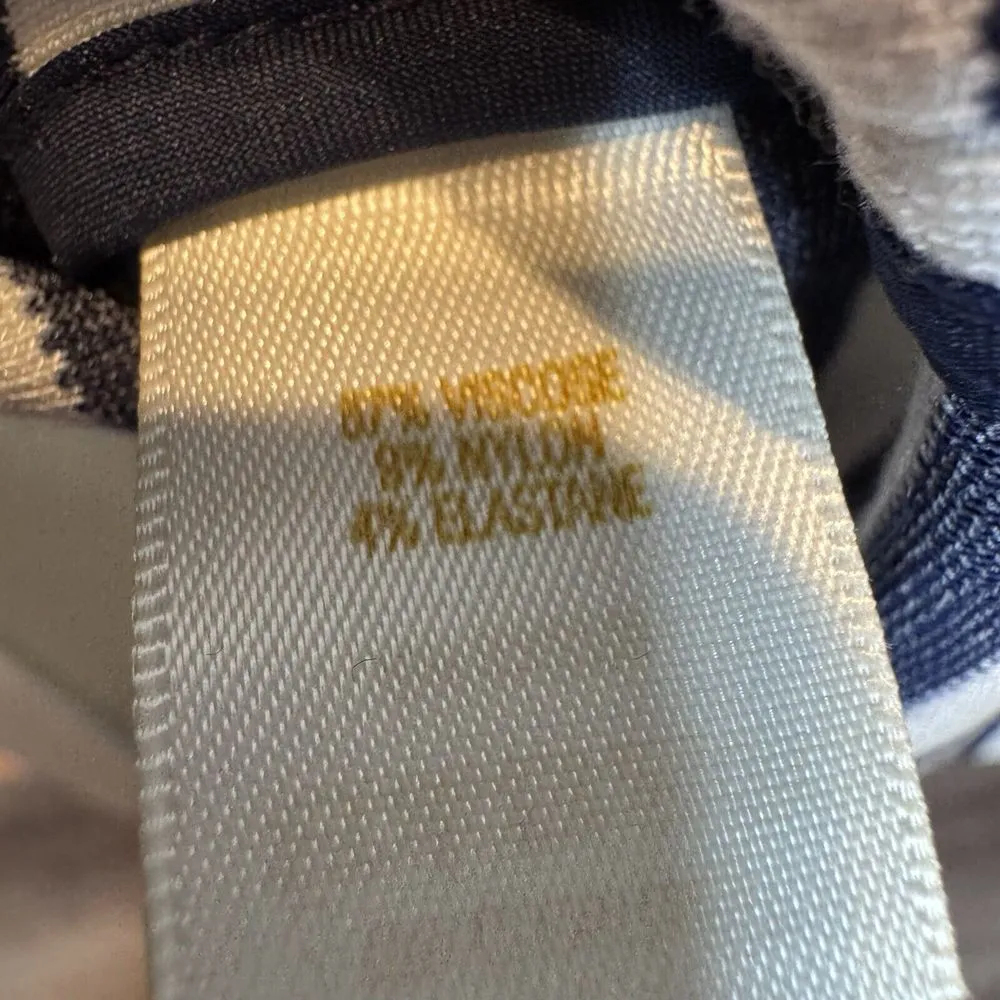 87% VISCOSE
9% NYLON
4% ELASTANE